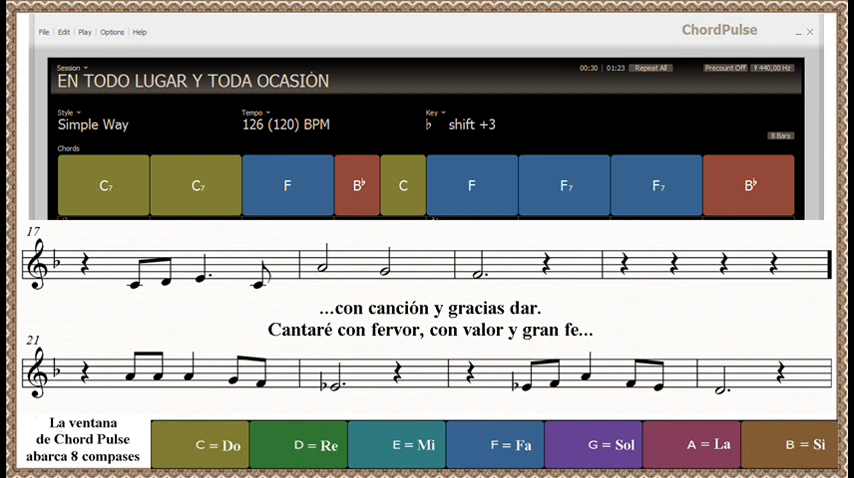 File Edit Play Options Help ChordPulse
Session 00:30 01:23 Repeat All Precount Off 440,00 Hz
EN TODO LUGAR Y TODA OCASIÓN
Style Tempo Key
Simple Way 126 (120) BPM ♭ shift +3
8 Bars
Chords
C7 C7 F B♭ C F F7 F7 B♭
17
...con canción y gracias dar.
Cantaré con fervor, con valor y gran fe...
21
La ventana
de Chord Pulse
abarca 8 compases
C = Do D = Re E = Mi F = Fa G = Sol A = La B = Si